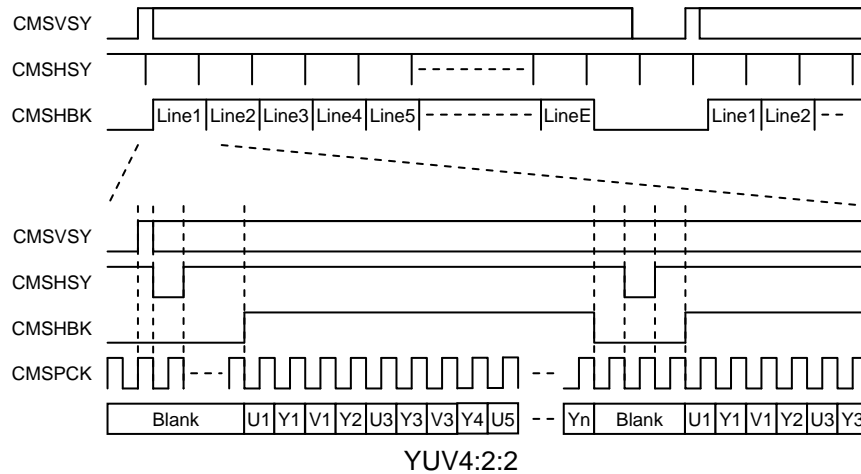 CMSVSY
CMSHSY
CMSHBK Line1 Line2 Line3 Line4 Line5 LineE Line1 Line2
CMSVSY
CMSHSY
CMSHBK
CMSPCK
Blank U1 Y1 V1 Y2 U3 Y3 V3 Y4 U5 Yn Blank U1 Y1 V1 Y2 U3 Y3
YUV4:2:2